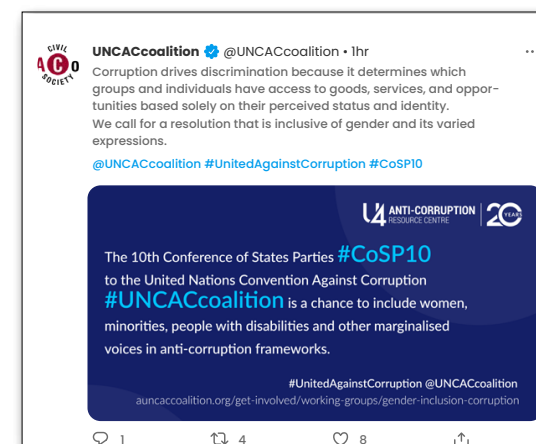 CIVIL
ACO
SOCIETY
UNCACcoalition @UNCACcoalition • 1hr
Corruption drives discrimination because it determines which
groups and individuals have access to goods, services, and oppor-
tunities based solely on their perceived status and identity.
We call for a resolution that is inclusive of gender and its varied
expressions.
@UNCACcoalition #UnitedAgainstCorruption #CoSP10
U4 ANTI-CORRUPTION
RESOURCE CENTRE
20 YEARS
The 10th Conference of States Parties #CoSP10
to the United Nations Convention Against Corruption
#UNCACcoalition is a chance to include women,
minorities, people with disabilities and other marginalised
voices in anti-corruption frameworks.
#UnitedAgainstCorruption @UNCACcoalition
auncaccoalition.org/get-involved/working-groups/gender-inclusion-corruption
1 4 8